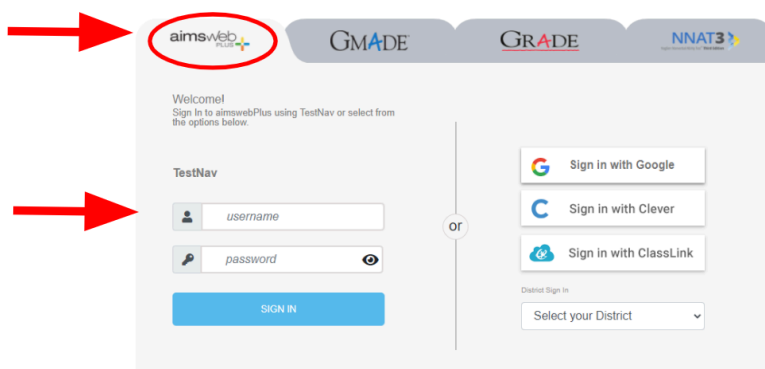 aimsweb
PLUS
GMADE
GRADE
NNAT3
Welcome!
Sign In to aimswebPlus using TestNav or select from
the options below.
TestNav
username
password
SIGN IN
or
Sign in with Google
Sign in with Clever
Sign in with ClassLink
District Sign In
Select your District